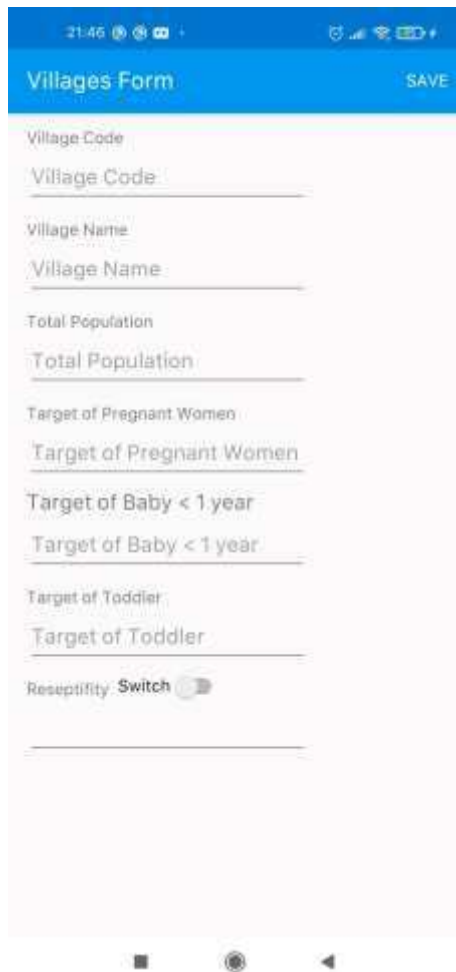 21:46
Villages Form SAVE
Village Code
Village Code
Village Name
Village Name
Total Population
Total Population
Target of Pregnant Women
Target of Pregnant Women
Target of Baby < 1 year
Target of Baby < 1 year
Target of Toddler
Target of Toddler
Reseptifity Switch